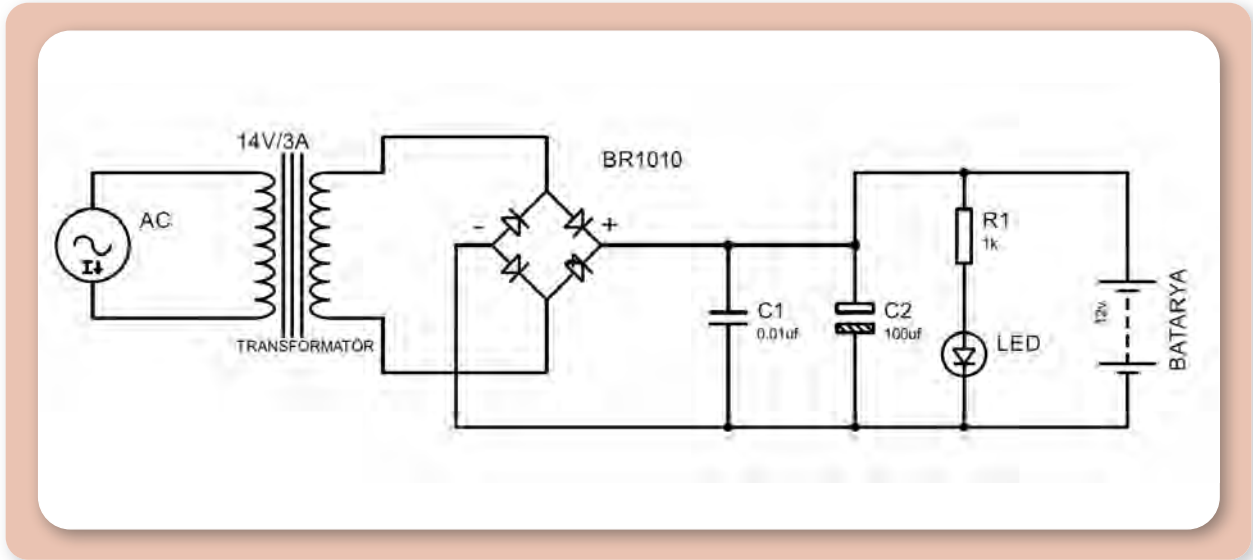 14V/3A
TRANSFORMATÖR
AC
BR1010
-
+
C1
0.01uf
C2
100uf
R1
1k
LED
12v
BATARYA